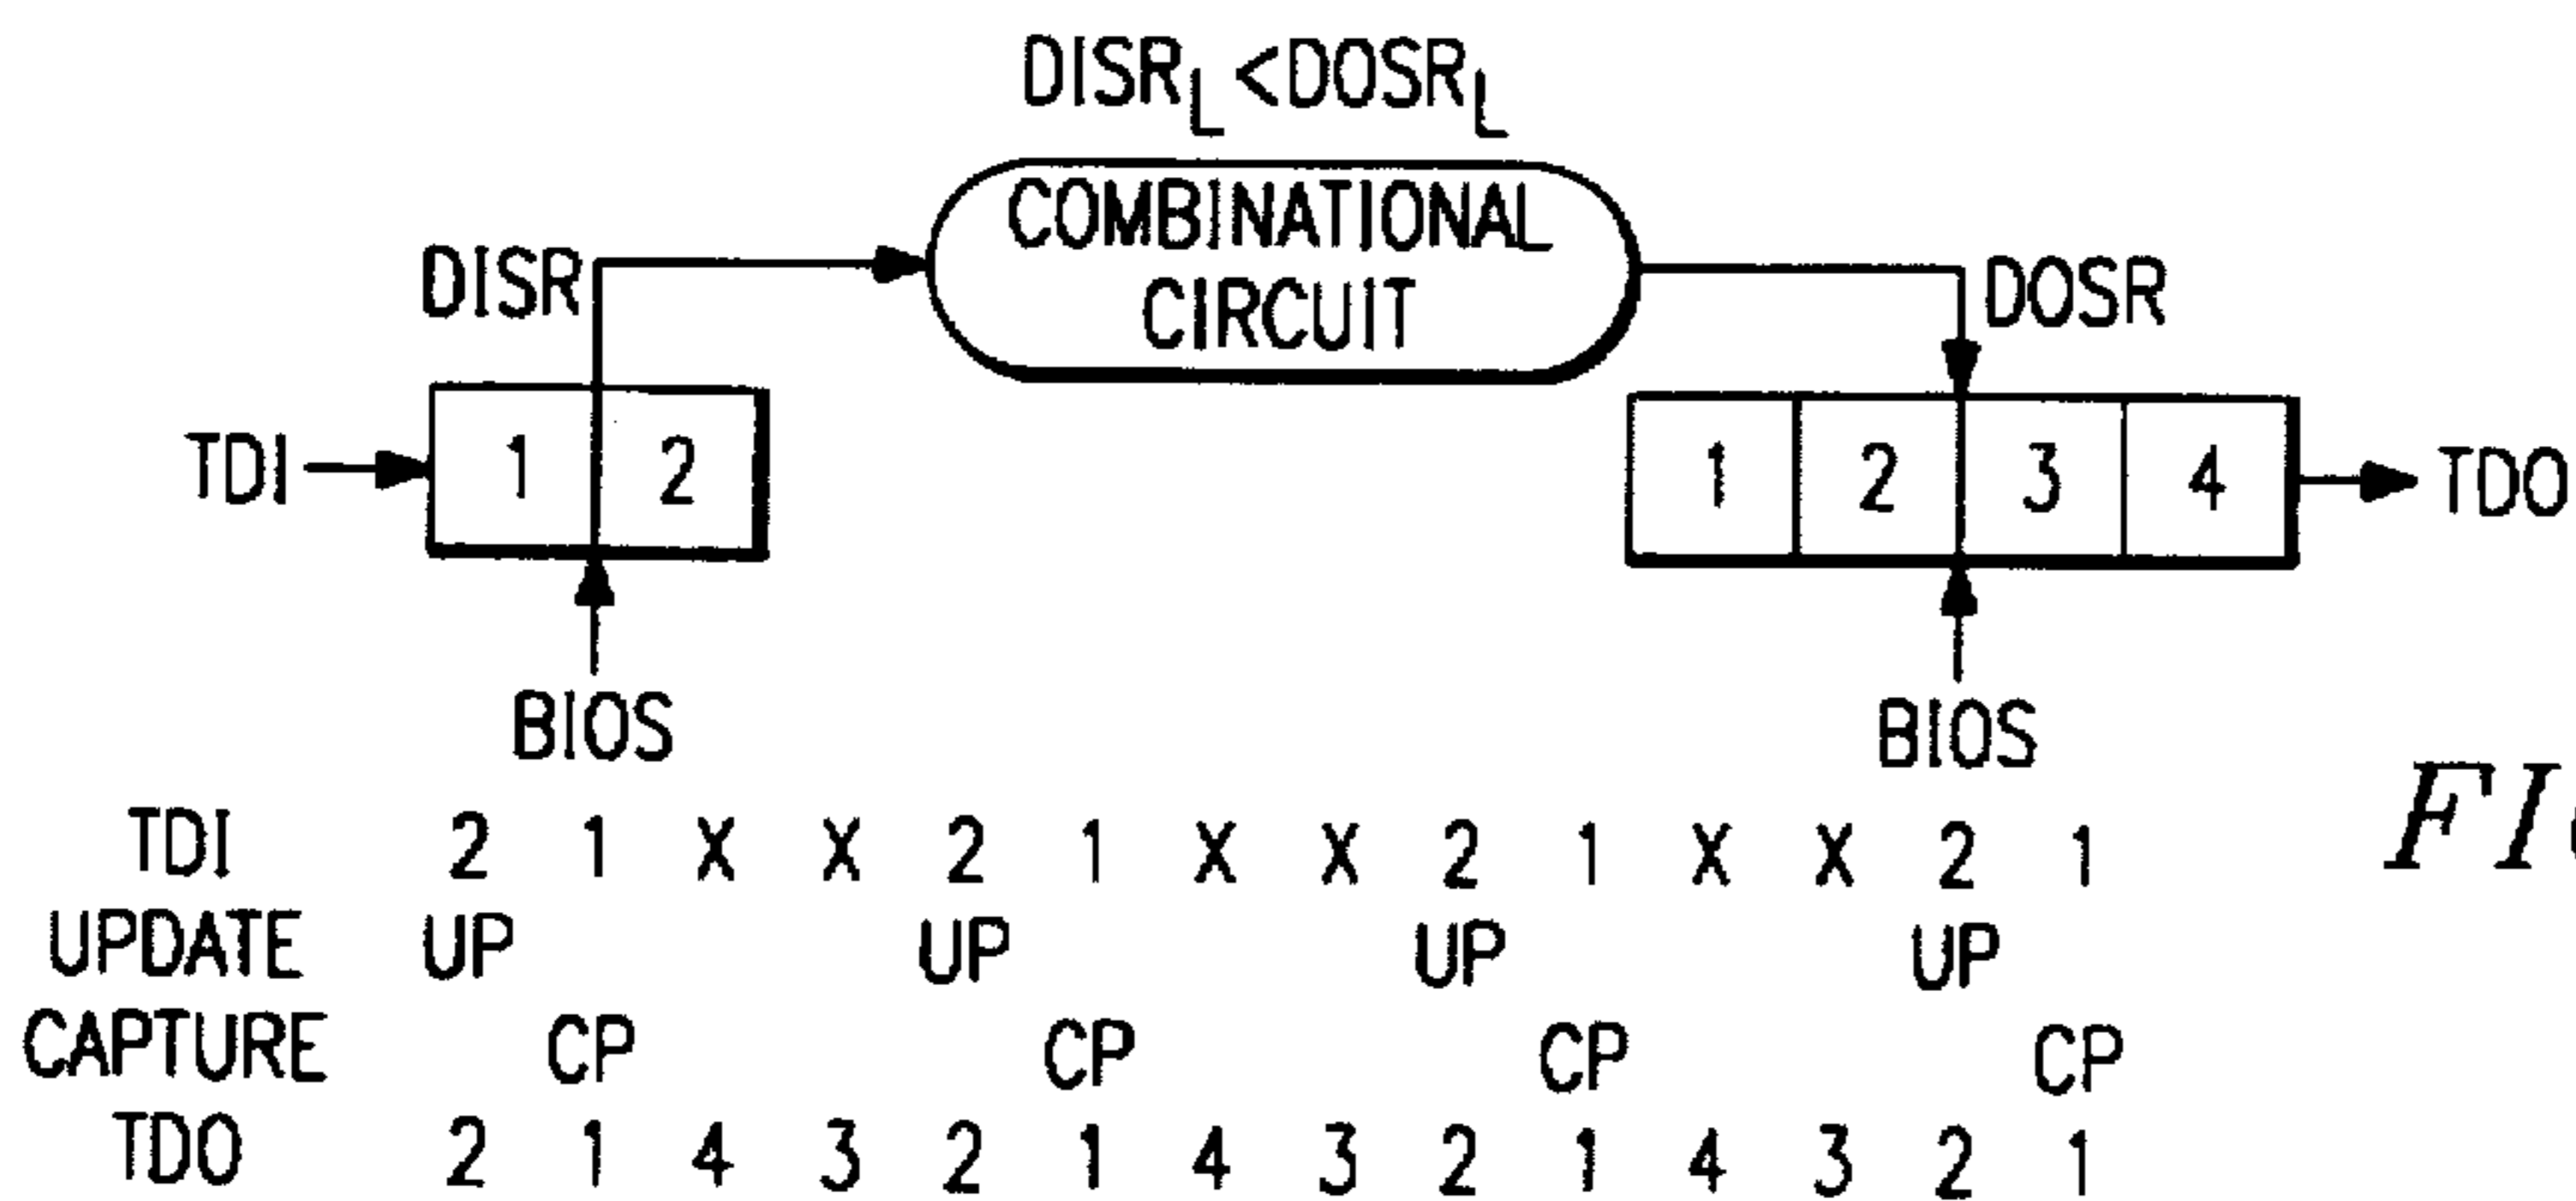 DISRL<DOSRL
COMBINATIONAL
CIRCUIT
DISR
DOSR
TDI
1 2
1 2 3 4
TDO
BIOS
BIOS
TDI 2 1 X X 2 1 X X 2 1 X X 2 1
UPDATE UP UP UP UP
CAPTURE CP CP CP CP
TDO 2 1 4 3 2 1 4 3 2 1 4 3 2 1